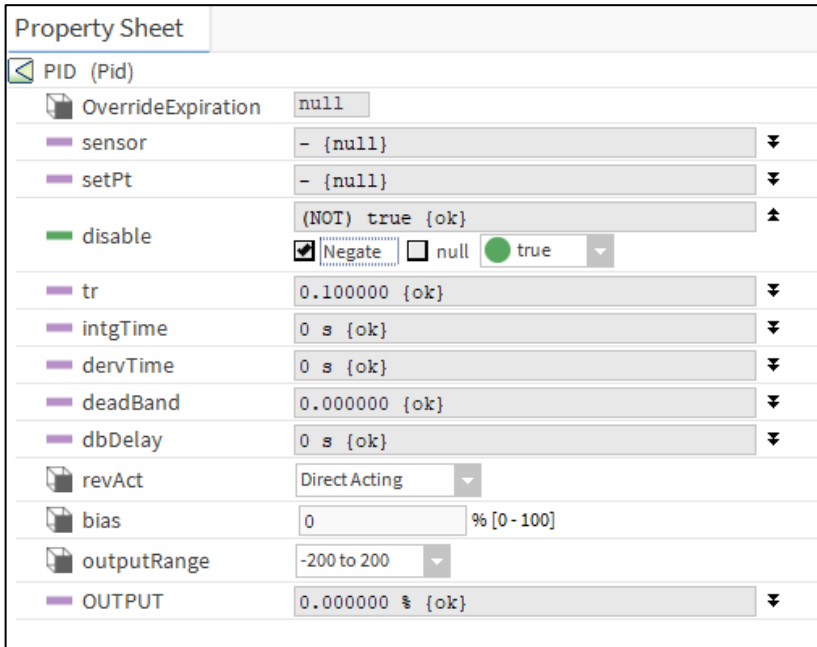 Property Sheet
PID (Pid)
OverrideExpiration null
sensor - {null}
setPt - {null}
disable (NOT) true {ok}
Negate null true
tr 0.100000 {ok}
intgTime 0 s {ok}
dervTime 0 s {ok}
deadBand 0.000000 {ok}
dbDelay 0 s {ok}
revAct Direct Acting
bias 0 % [0 - 100]
outputRange -200 to 200
OUTPUT 0.000000 % {ok}